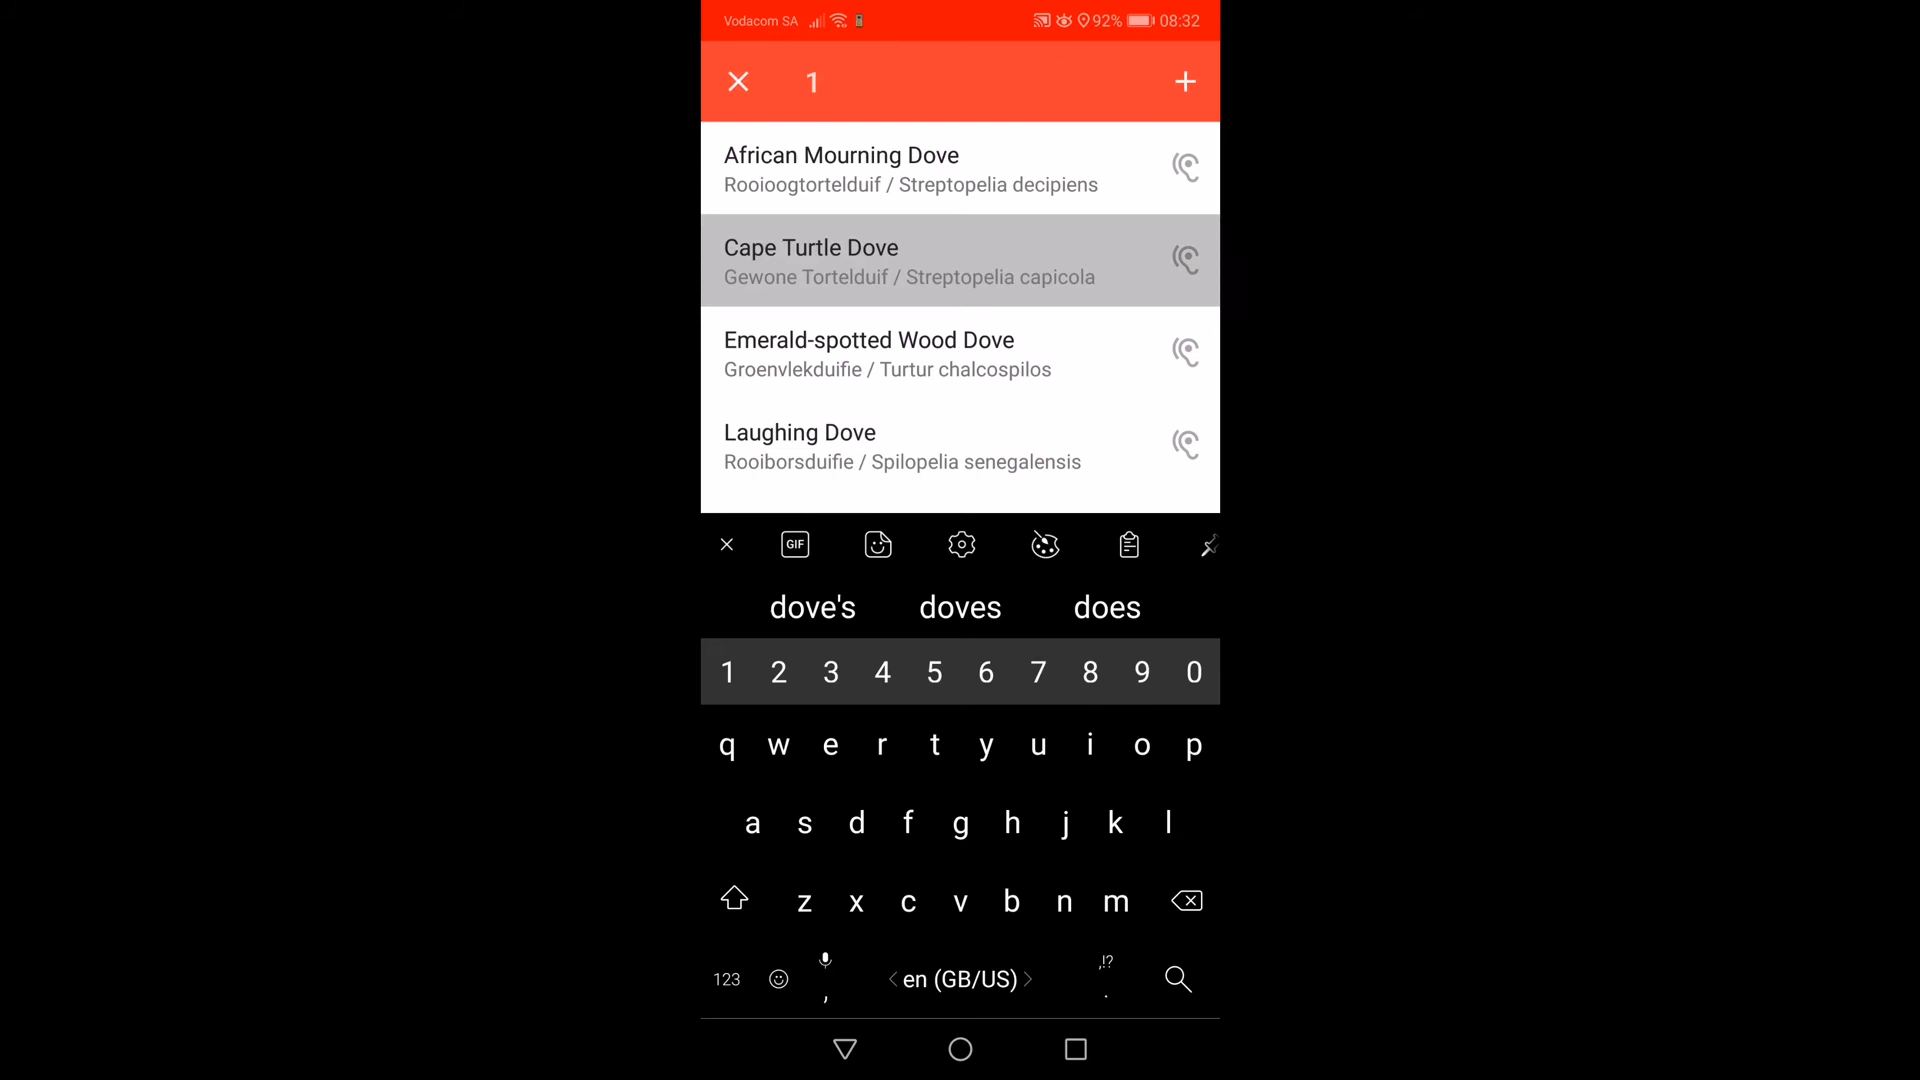 Vodacom SA 92% 08:32
1
African Mourning Dove
Rooioogtortelduif / Streptopelia decipiens
Cape Turtle Dove
Gewone Tortelduif / Streptopelia capicola
Emerald-spotted Wood Dove
Groenvlekduifie / Turtur chalcospilos
Laughing Dove
Rooiborsduifie / Spilopelia senegalensis
GIF
dove's doves does
1 2 3 4 5 6 7 8 9 0
q w e r t y u i o p
a s d f g h j k l
z x c v b n m
123 , en (GB/US) ,!? .